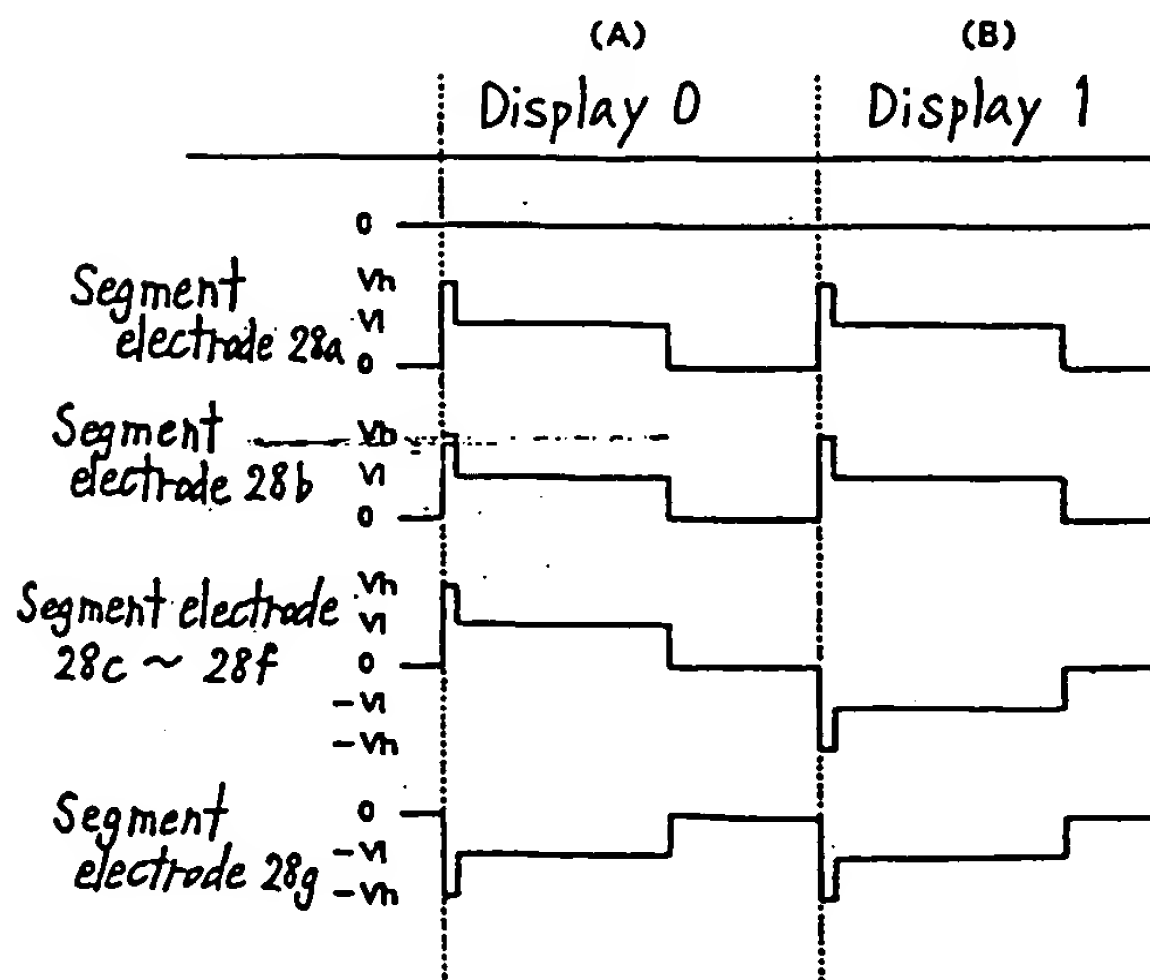 (A) (B)
Display 0 Display 1
0
Segment
electrode 28a
Vh
Vl
0
Segment
electrode 28b
Vh
Vl
0
Segment electrode
28c ~ 28f
Vh
Vl
0
-Vl
-Vh
Segment
electrode 28g
0
-Vl
-Vh